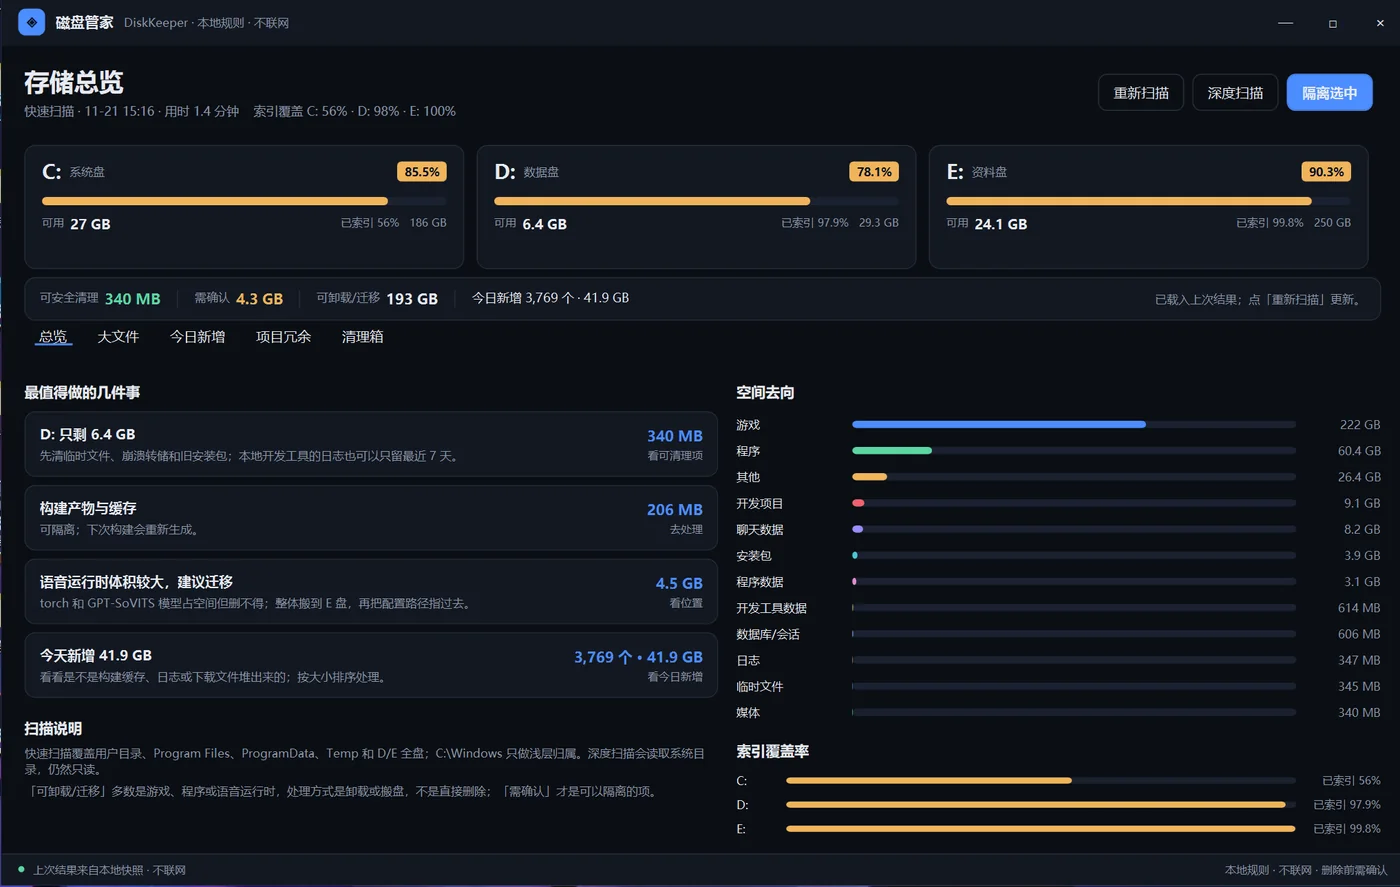 磁盘管家 DiskKeeper · 本地规则 · 不联网
存储总览
快速扫描 · 11-21 15:16 · 用时 1.4 分钟 索引覆盖 C: 56% · D: 98% · E: 100%
重新扫描 深度扫描 隔离选中
C: 系统盘 85.5%
可用 27 GB 已索引 56% 186 GB
D: 数据盘 78.1%
可用 6.4 GB 已索引 97.9% 29.3 GB
E: 资料盘 90.3%
可用 24.1 GB 已索引 99.8% 250 GB
可安全清理 340 MB 需确认 4.3 GB 可卸载/迁移 193 GB 今日新增 3,769 个 · 41.9 GB 已载入上次结果；点「重新扫描」更新。
总览 大文件 今日新增 项目冗余 清理箱
最值得做的几件事
D: 只剩 6.4 GB 340 MB
先清临时文件、崩溃转储和旧安装包；本地开发工具的日志也可以只留最近 7 天。 看可清理项
构建产物与缓存 206 MB
可隔离；下次构建会重新生成。 去处理
语音运行时体积较大，建议迁移 4.5 GB
torch 和 GPT-SoVITS 模型占空间但删不得；整体搬到 E 盘，再把配置路径指过去。 看位置
今天新增 41.9 GB 3,769 个 · 41.9 GB
看看是不是构建缓存、日志或下载文件堆出来的；按大小排序处理。 看今日新增
扫描说明
快速扫描覆盖用户目录、Program Files、ProgramData、Temp 和 D/E 全盘；C:\Windows 只做浅层归属。深度扫描会读取系统目
录，仍然只读。
「可卸载/迁移」多数是游戏、程序或语音运行时，处理方式是卸载或搬盘，不是直接删除；「需确认」才是可以隔离的项。
空间去向
游戏 222 GB
程序 60.4 GB
其他 26.4 GB
开发项目 9.1 GB
聊天数据 8.2 GB
安装包 3.9 GB
程序数据 3.1 GB
开发工具数据 614 MB
数据库/会话 606 MB
日志 347 MB
临时文件 345 MB
媒体 340 MB
索引覆盖率
C: 已索引 56%
D: 已索引 97.9%
E: 已索引 99.8%
上次结果来自本地快照 · 不联网 本地规则 · 不联网 · 删除前需确认